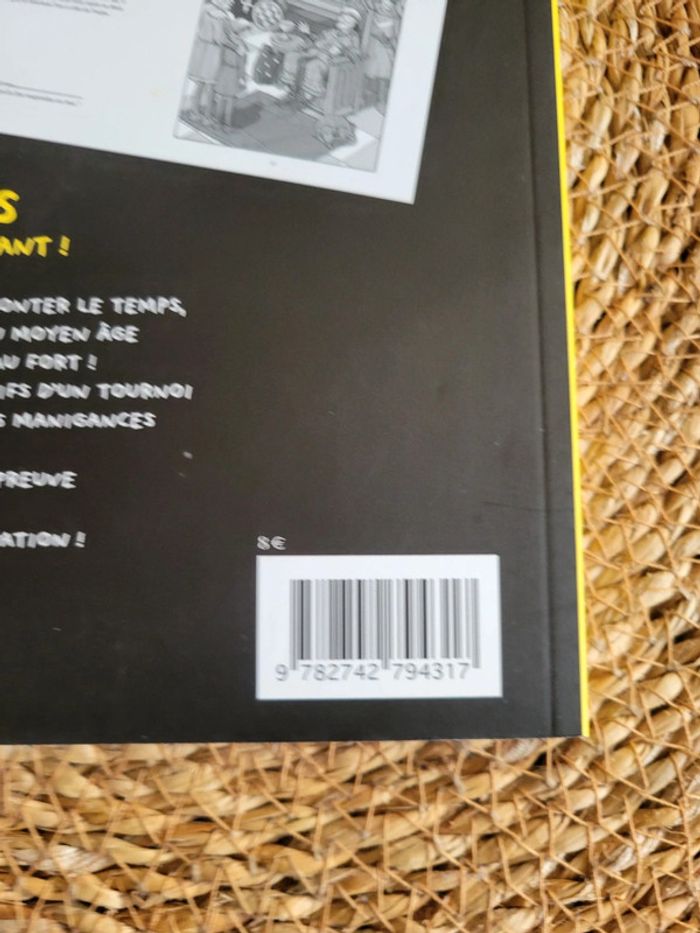 S
ANT !
ONTER LE TEMPS,
MOYEN ÂGE
AU FORT !
IFS D'UN TOURNOI
S MANIGANCES
PREUVE
ATION !
8€
9 782742 794317